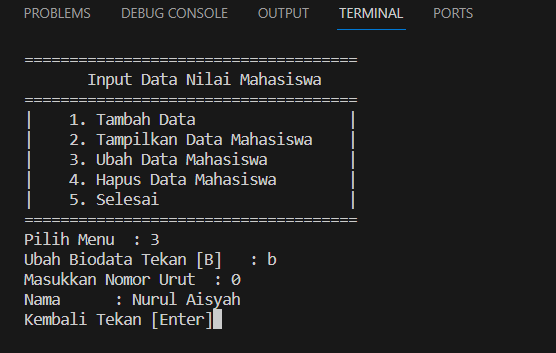 PROBLEMS DEBUG CONSOLE OUTPUT TERMINAL PORTS
=====================================
Input Data Nilai Mahasiswa
=====================================
| 1. Tambah Data |
| 2. Tampilkan Data Mahasiswa |
| 3. Ubah Data Mahasiswa |
| 4. Hapus Data Mahasiswa |
| 5. Selesai |
=====================================
Pilih Menu : 3
Ubah Biodata Tekan [B] : b
Masukkan Nomor Urut : 0
Nama : Nurul Aisyah
Kembali Tekan [Enter]